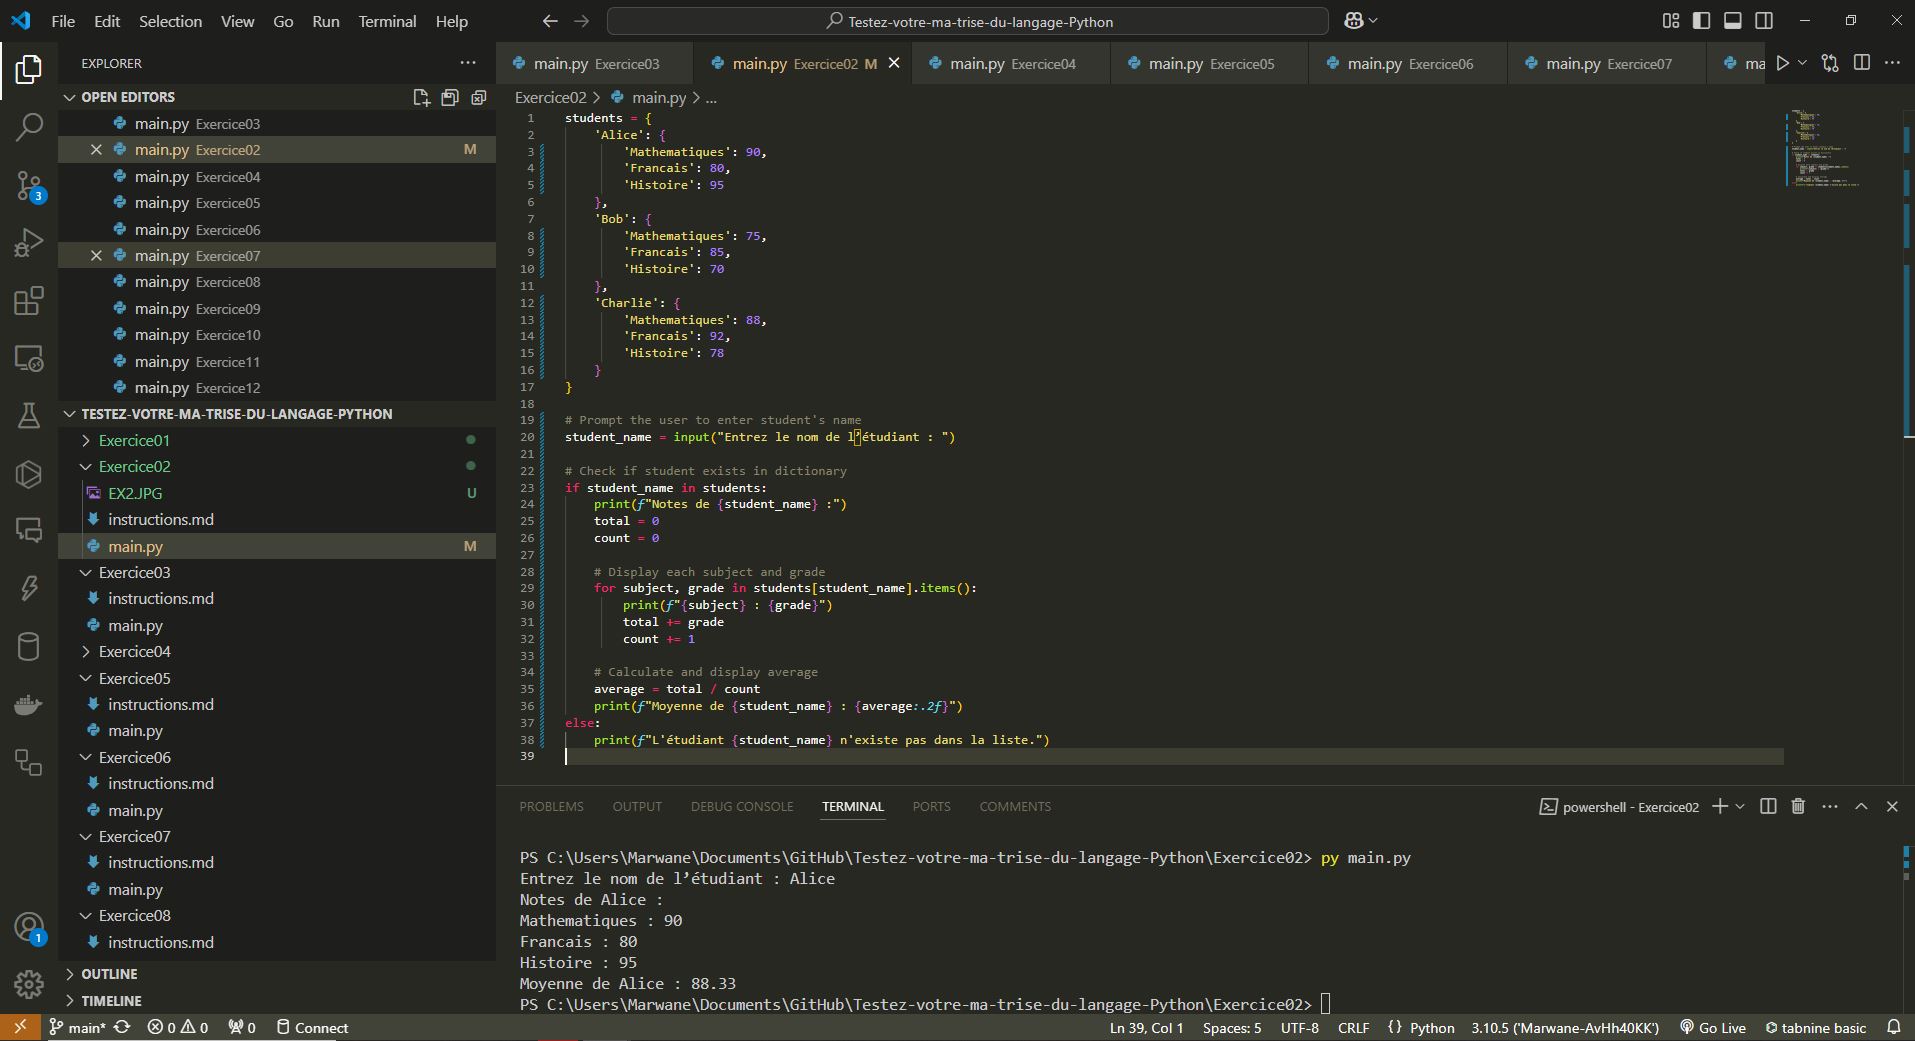 File Edit Selection View Go Run Terminal Help
Testez-votre-ma-trise-du-langage-Python
EXPLORER
OPEN EDITORS
main.py Exercice03
main.py Exercice02 M
main.py Exercice04
main.py Exercice05
main.py Exercice06
main.py Exercice07
main.py Exercice08
main.py Exercice09
main.py Exercice10
main.py Exercice11
main.py Exercice12
TESTEZ-VOTRE-MA-TRISE-DU-LANGAGE-PYTHON
Exercice01
Exercice02
EX2.JPG U
instructions.md
main.py M
Exercice03
instructions.md
main.py
Exercice04
Exercice05
instructions.md
main.py
Exercice06
instructions.md
main.py
Exercice07
instructions.md
main.py
Exercice08
instructions.md
OUTLINE
TIMELINE
3
1
main.py Exercice03 main.py Exercice02 M main.py Exercice04 main.py Exercice05 main.py Exercice06 main.py Exercice07 ma
Exercice02 > main.py > ...
1 students = {
2 'Alice': {
3 'Mathematiques': 90,
4 'Francais': 80,
5 'Histoire': 95
6 },
7 'Bob': {
8 'Mathematiques': 75,
9 'Francais': 85,
10 'Histoire': 70
11 },
12 'Charlie': {
13 'Mathematiques': 88,
14 'Francais': 92,
15 'Histoire': 78
16 }
17 }
18
19 # Prompt the user to enter student's name
20 student_name = input("Entrez le nom de l’étudiant : ")
21
22 # Check if student exists in dictionary
23 if student_name in students:
24 print(f"Notes de {student_name} :")
25 total = 0
26 count = 0
27
28 # Display each subject and grade
29 for subject, grade in students[student_name].items():
30 print(f"{subject} : {grade}")
31 total += grade
32 count += 1
33
34 # Calculate and display average
35 average = total / count
36 print(f"Moyenne de {student_name} : {average:.2f}")
37 else:
38 print(f"L'étudiant {student_name} n'existe pas dans la liste.")
39
PROBLEMS OUTPUT DEBUG CONSOLE TERMINAL PORTS COMMENTS
powershell - Exercice02
PS C:\Users\Marwane\Documents\GitHub\Testez-votre-ma-trise-du-langage-Python\Exercice02> py main.py
Entrez le nom de l’étudiant : Alice
Notes de Alice :
Mathematiques : 90
Francais : 80
Histoire : 95
Moyenne de Alice : 88.33
PS C:\Users\Marwane\Documents\GitHub\Testez-votre-ma-trise-du-langage-Python\Exercice02>
main* 0 0 0 Connect
Ln 39, Col 1 Spaces: 5 UTF-8 CRLF {} Python 3.10.5 ('Marwane-AvHh40KK') Go Live tabnine basic